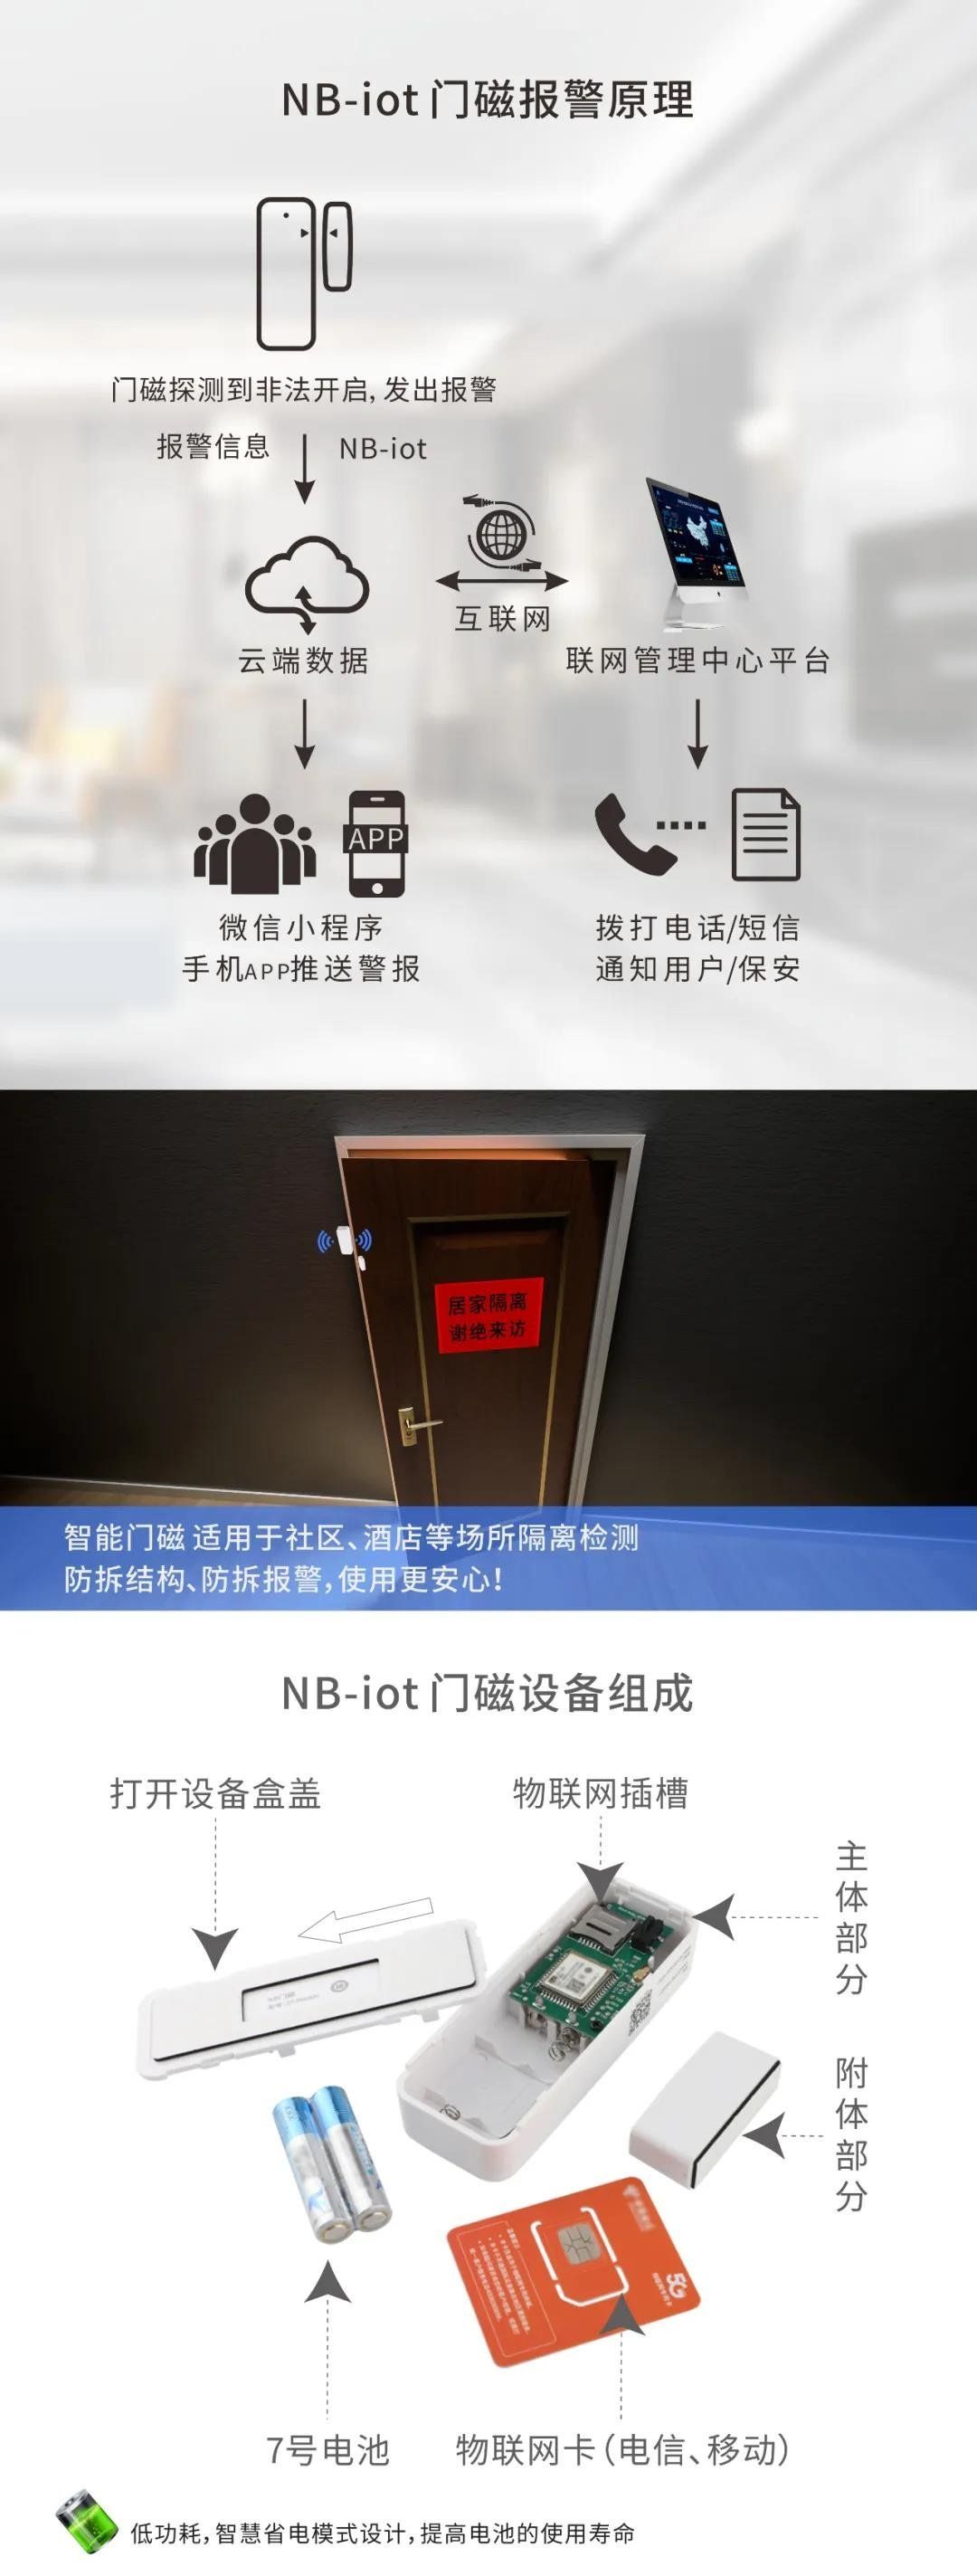 NB-iot 门磁报警原理
门磁探测到非法开启, 发出报警
报警信息
NB-iot
互联网
云端数据
联网管理中心平台
APP
微信小程序
手机APP推送警报
拨打电话/短信
通知用户/保安
居家隔离
谢绝来访
智能门磁 适用于社区、酒店等场所隔离检测
防拆结构、防拆报警,使用更安心!
NB-iot 门磁设备组成
打开设备盒盖
物联网插槽
主体部分
附体部分
5G
7号电池
物联网卡(电信、移动)
低功耗,智慧省电模式设计,提高电池的使用寿命